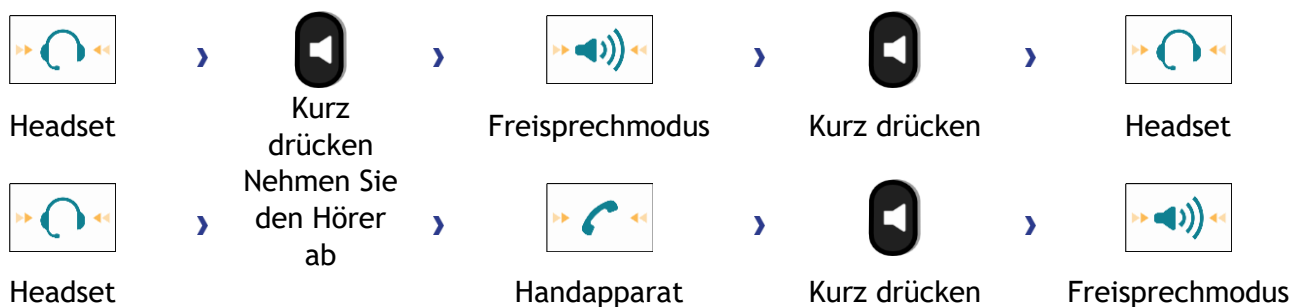 Headset
Kurz
drücken
Freisprechmodus
Kurz drücken
Headset
Headset
Nehmen Sie
den Hörer
ab
Handapparat
Kurz drücken
Freisprechmodus